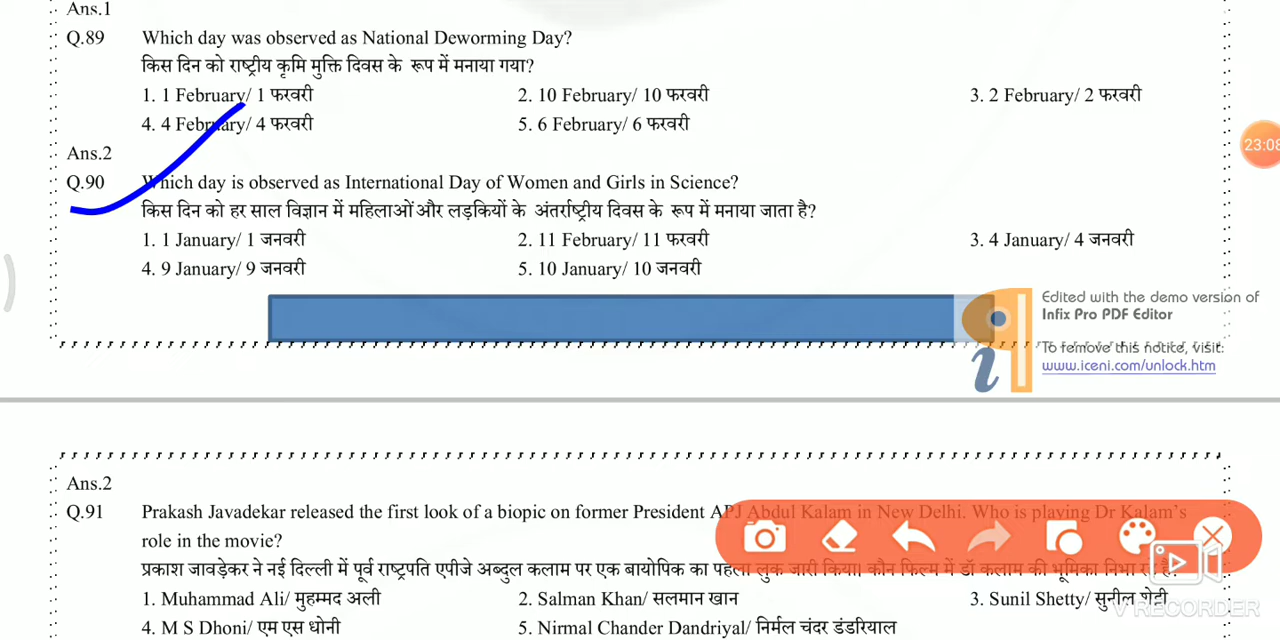 Ans.1
Q.89 Which day was observed as National Deworming Day?
किस दिन को राष्ट्रीय कृमि मुक्ति दिवस के रूप में मनाया गया?
1. 1 February/ 1 फरवरी 2. 10 February/ 10 फरवरी 3. 2 February/ 2 फरवरी
4. 4 February/ 4 फरवरी 5. 6 February/ 6 फरवरी
23:08
Ans.2
Q.90 Which day is observed as International Day of Women and Girls in Science?
किस दिन को हर साल विज्ञान में महिलाओं और लड़कियों के अंतर्राष्ट्रीय दिवस के रूप में मनाया जाता है?
1. 1 January/ 1 जनवरी 2. 11 February/ 11 फरवरी 3. 4 January/ 4 जनवरी
4. 9 January/ 9 जनवरी 5. 10 January/ 10 जनवरी
Edited with the demo version of
Infix Pro PDF Editor
To remove this notice, visit:
www.iceni.com/unlock.htm
Ans.2
Q.91 Prakash Javadekar released the first look of a biopic on former President APJ Abdul Kalam in New Delhi. Who is playing Dr Kalam's
role in the movie?
प्रकाश जावड़ेकर ने नई दिल्ली में पूर्व राष्ट्रपति एपीजे अब्दुल कलाम पर एक बायोपिक का पहला लुक जारी किया। कौन फिल्म में डॉ कलाम की भूमिका निभा रहे है?
1. Muhammad Ali/ मुहम्मद अली 2. Salman Khan/ सलमान खान 3. Sunil Shetty/ सुनील शेट्टी
4. M S Dhoni/ एम एस धोनी 5. Nirmal Chander Dandriyal/ निर्मल चंदर डंडरियाल
V RECORDER